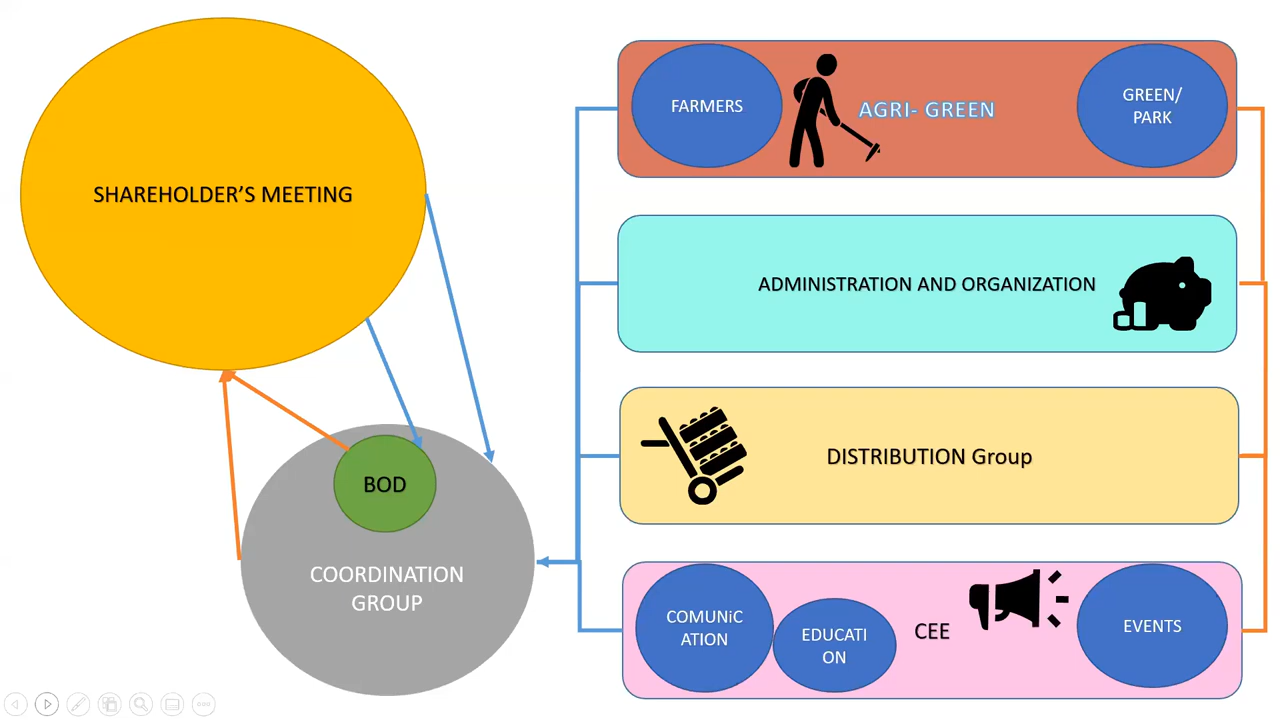 SHAREHOLDER’S MEETING
BOD
COORDINATION
GROUP
FARMERS
AGRI- GREEN
GREEN/
PARK
ADMINISTRATION AND ORGANIZATION
DISTRIBUTION Group
COMUNiC
ATION
EDUCATI
ON
CEE
EVENTS